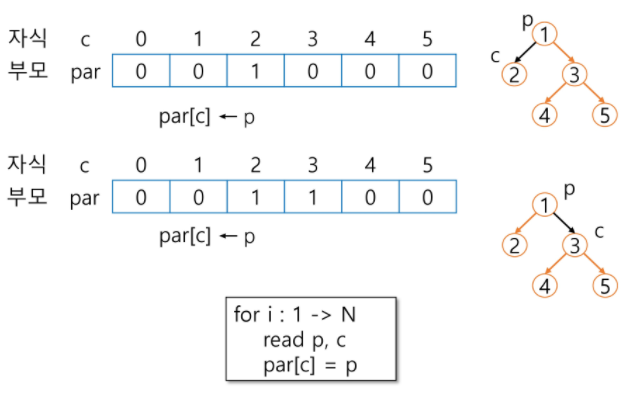 자식 c 0 1 2 3 4 5
부모 par 0 0 1 0 0 0
par[c] ← p
p
1
c
2 3
4 5
자식 c 0 1 2 3 4 5
부모 par 0 0 1 1 0 0
par[c] ← p
p
1
c
2 3
4 5
for i : 1 -> N
read p, c
par[c] = p